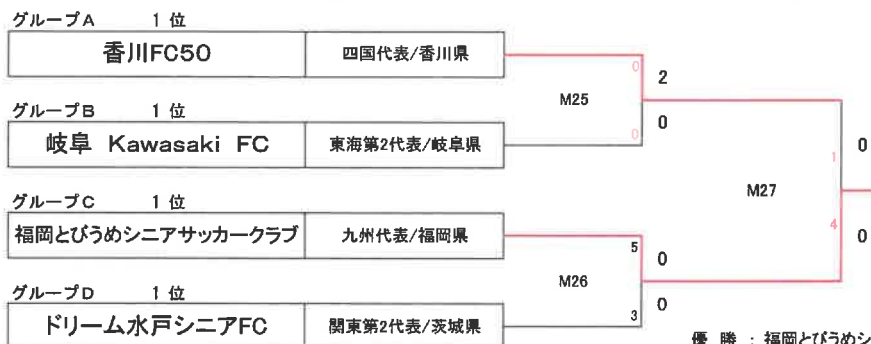 グループA 1 位
香川FC50 四国代表/香川県
0 2
M25
グループB 1 位
0 0
岐阜 Kawasaki FC 東海第2代表/岐阜県
1 0
M27
グループC 1 位
4 0
福岡とびうめシニアサッカークラブ 九州代表/福岡県
5 0
M26
グループD 1 位
3 0
ドリーム水戸シニアFC 関東第2代表/茨城県
優 勝 : 福岡とびうめシ